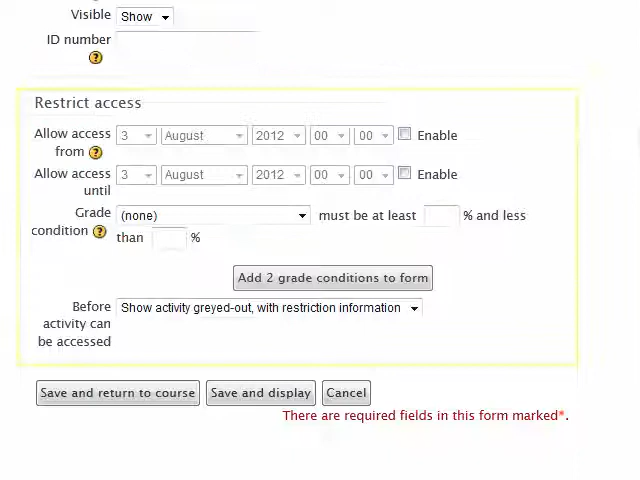 Visible Show
ID number
Restrict access
Allow access from 3 August 2012 00 00 Enable
Allow access until 3 August 2012 00 00 Enable
Grade condition (none) must be at least % and less than %
Add 2 grade conditions to form
Before activity can be accessed Show activity greyed-out, with restriction information
Save and return to course Save and display Cancel
There are required fields in this form marked*.